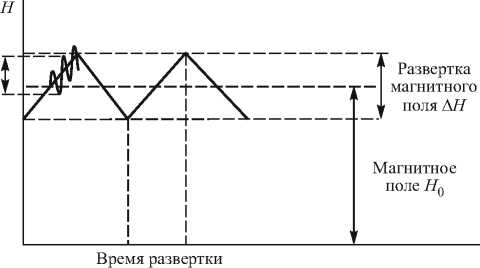 H
Развертка
магнитного
поля ΔH
Магнитное
поле H₀
Время развертки